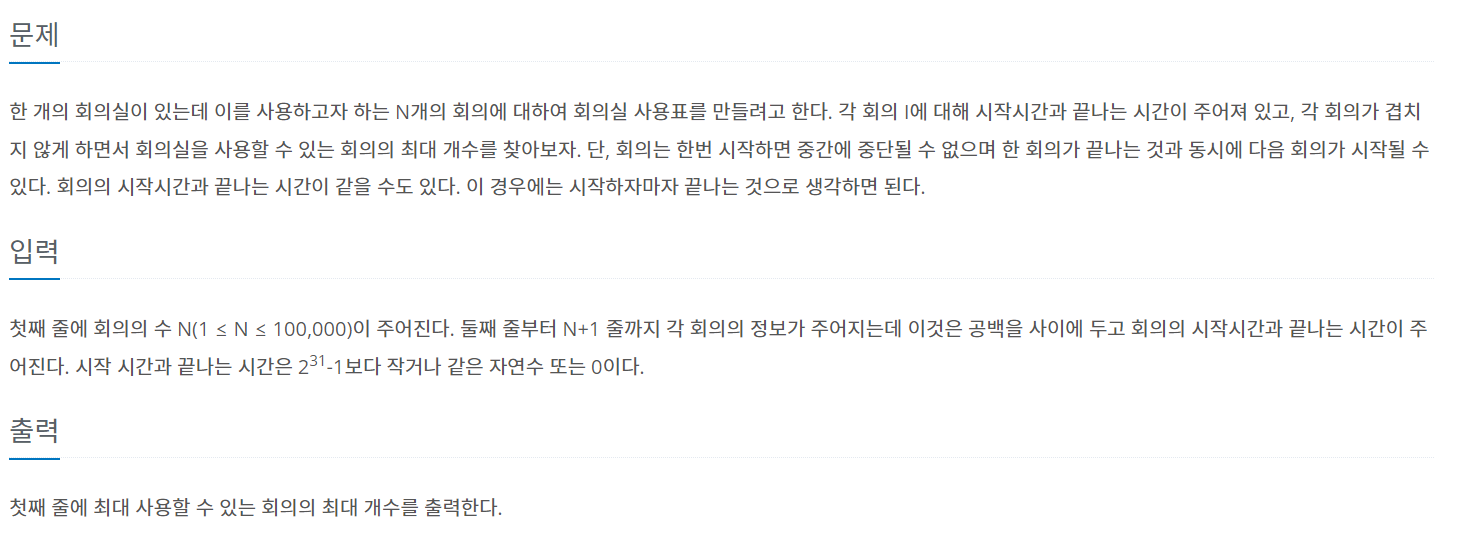 문제
한 개의 회의실이 있는데 이를 사용하고자 하는 N개의 회의에 대하여 회의실 사용표를 만들려고 한다. 각 회의 I에 대해 시작시간과 끝나는 시간이 주어져 있고, 각 회의가 겹치
지 않게 하면서 회의실을 사용할 수 있는 회의의 최대 개수를 찾아보자. 단, 회의는 한번 시작하면 중간에 중단될 수 없으며 한 회의가 끝나는 것과 동시에 다음 회의가 시작될 수
있다. 회의의 시작시간과 끝나는 시간이 같을 수도 있다. 이 경우에는 시작하자마자 끝나는 것으로 생각하면 된다.
입력
첫째 줄에 회의의 수 N(1 ≤ N ≤ 100,000)이 주어진다. 둘째 줄부터 N+1 줄까지 각 회의의 정보가 주어지는데 이것은 공백을 사이에 두고 회의의 시작시간과 끝나는 시간이 주
어진다. 시작 시간과 끝나는 시간은 2³¹-1보다 작거나 같은 자연수 또는 0이다.
출력
첫째 줄에 최대 사용할 수 있는 회의의 최대 개수를 출력한다.